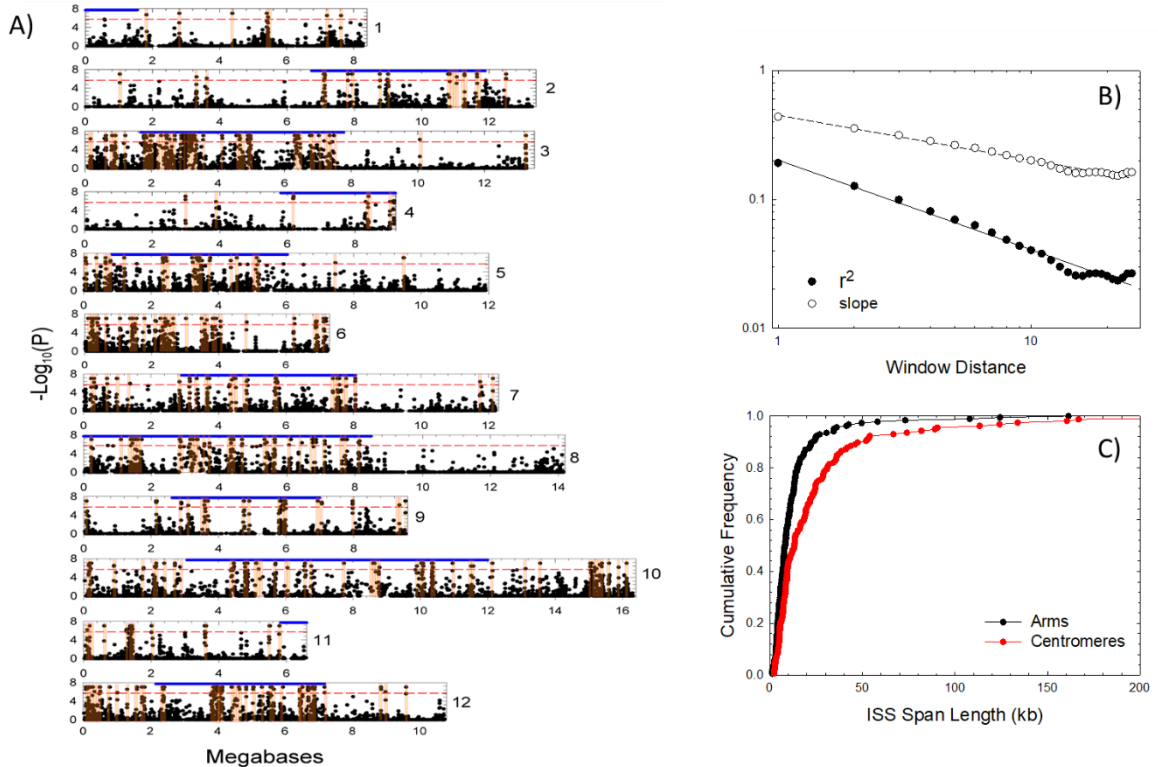 A)
-Log₁₀(P)
8
4
0
1
0 2 4 6 8
8
4
0
2
0 2 4 6 8 10 12
8
4
0
3
0 2 4 6 8 10 12
8
4
0
4
0 2 4 6 8
8
4
0
5
0 2 4 6 8 10 12
8
4
0
6
0 2 4 6
8
4
0
7
0 2 4 6 8 10 12
8
4
0
8
0 2 4 6 8 10 12 14
8
4
0
9
0 2 4 6 8
8
4
0
10
0 2 4 6 8 10 12 14 16
8
4
0
11
0 2 4 6
8
4
0
12
0 2 4 6 8 10
Megabases
B)
1
0.1
0.01
r²
slope
1 10
Window Distance
C)
Cumulative Frequency
1.0
0.8
0.6
0.4
0.2
0.0
Arms
Centromeres
0 50 100 150 200
ISS Span Length (kb)